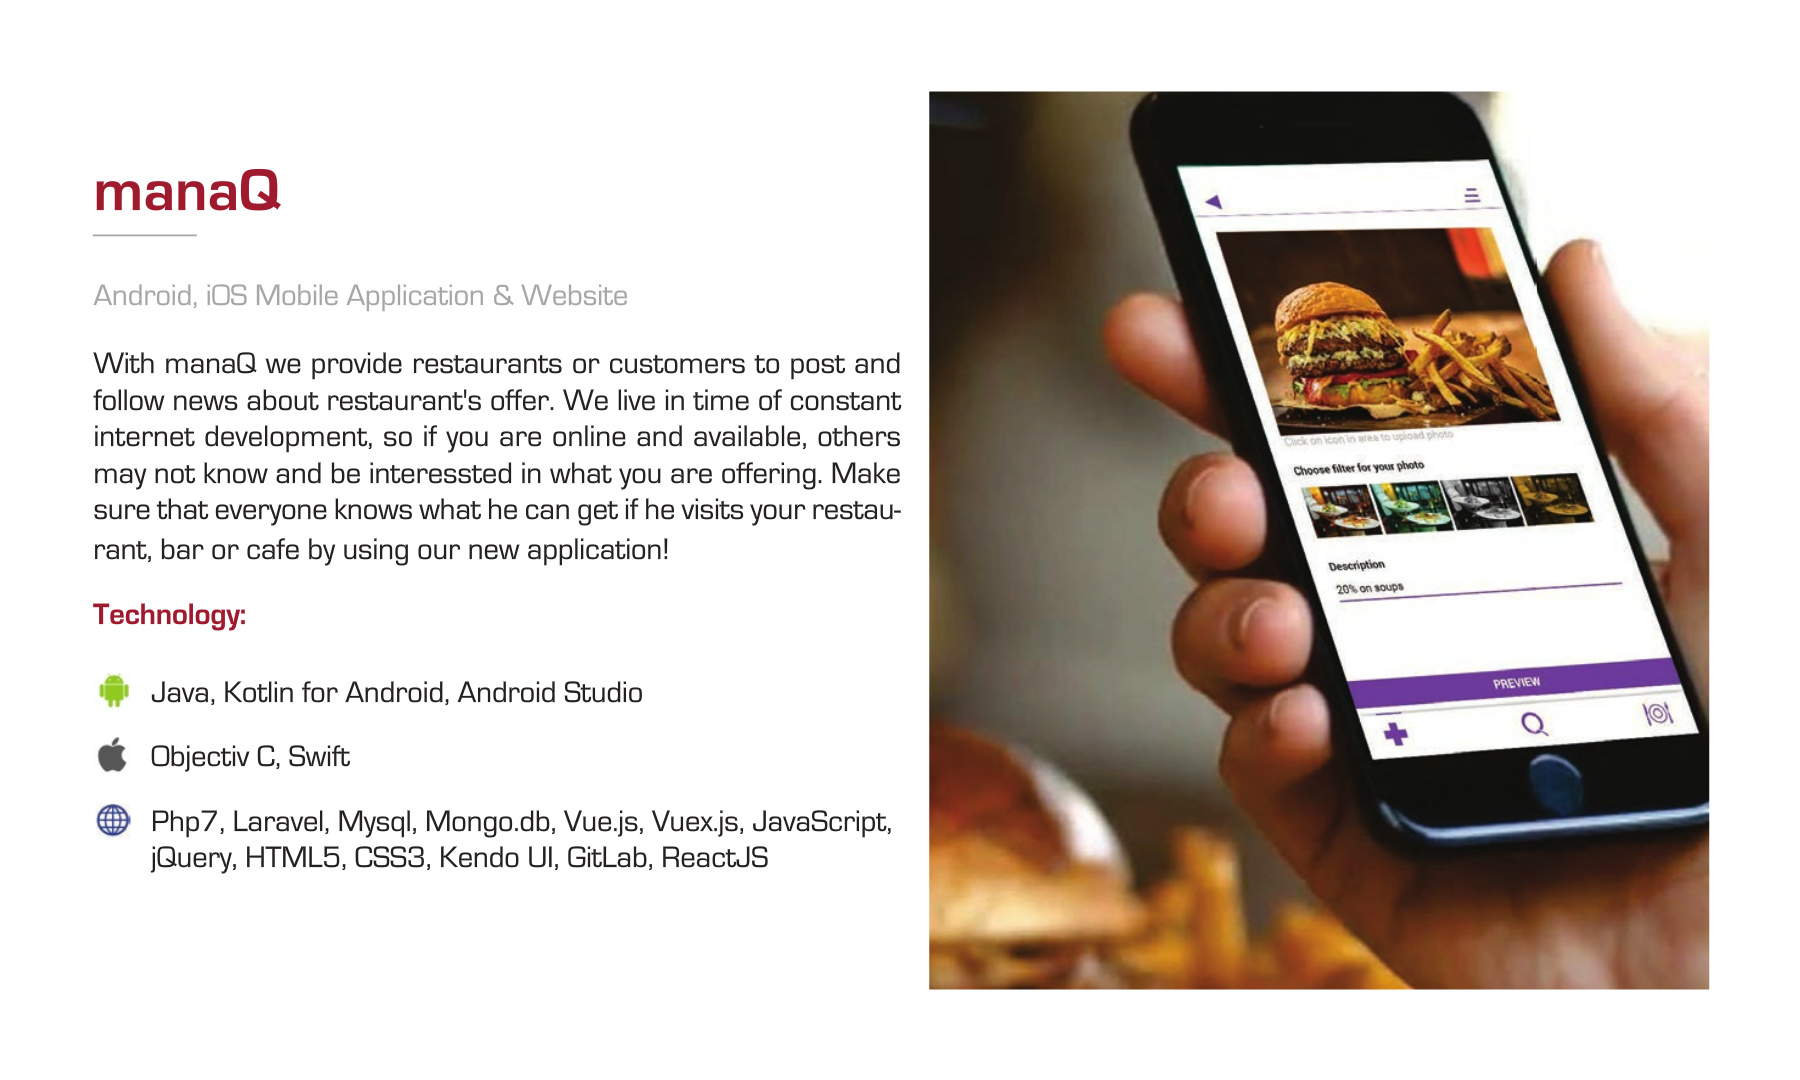 manaQ
Android, iOS Mobile Application & Website
With manaQ we provide restaurants or customers to post and
follow news about restaurant's offer. We live in time of constant
internet development, so if you are online and available, others
may not know and be interessted in what you are offering. Make
sure that everyone knows what he can get if he visits your restau-
rant, bar or cafe by using our new application!
Technology:
Java, Kotlin for Android, Android Studio
Objectiv C, Swift
Php7, Laravel, Mysql, Mongo.db, Vue.js, Vuex.js, JavaScript,
jQuery, HTML5, CSS3, Kendo UI, GitLab, ReactJS
Click on icon in area to upload photo
Choose filter for your photo
Description
20% on soups
PREVIEW